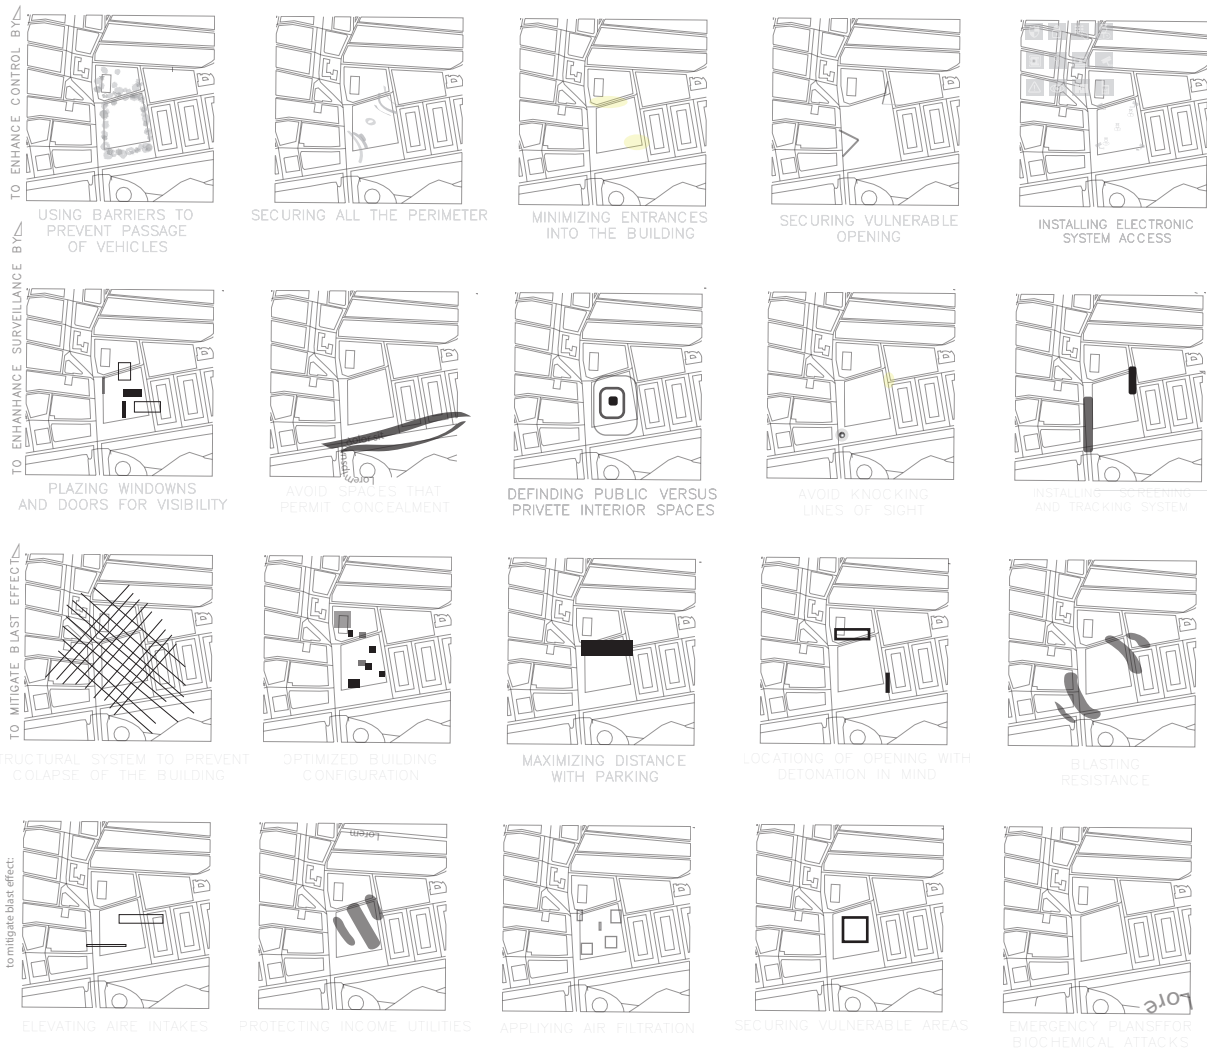 TO ENHANCE CONTROL BY
USING BARRIERS TO
PREVENT PASSAGE
OF VEHICLES
SECURING ALL THE PERIMETER
MINIMIZING ENTRANCES
INTO THE BUILDING
SECURING VULNERABLE
OPENING
INSTALLING ELECTRONIC
SYSTEM ACCESS
TO ENHANHANCE SURVEILLANCE BY
PLAZING WINDOWNS
AND DOORS FOR VISIBILITY
Lorem
AVOID SPACES THAT
PERMIT CONCEALMENT
DEFINDING PUBLIC VERSUS
PRIVETE INTERIOR SPACES
AVOID KNOCKING
LINES OF SIGHT
INSTALLING SCREENING
AND TRACKING SYSTEM
TO MITIGATE BLAST EFFECT
TRUCTURAL SYSTEM TO PREVENT
COLAPSE OF THE BUILDING
OPTIMIZED BUILDING
CONFIGURATION
MAXIMIZING DISTANCE
WITH PARKING
LOCATIONG OF OPENING WITH
DETONATION IN MIND
BLASTING
RESISTANCE
to mitigate blast effect:
ELEVATING AIRE INTAKES
Lorem
PROTECTING INCOME UTILITIES
APPLIYING AIR FILTRATION
SECURING VULNERABLE AREAS
Lore
EMERGENCY PLANSFFOR
BIOCHEMICAL ATTACKS